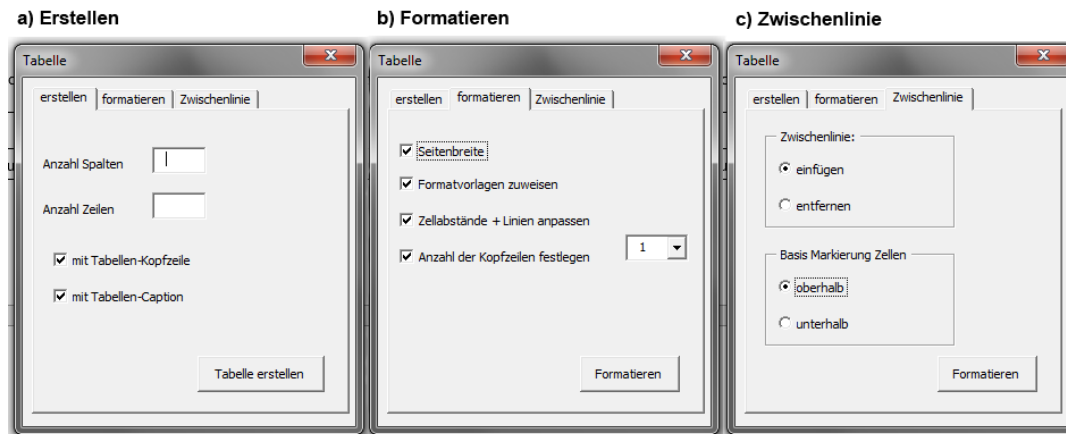 a) Erstellen
Tabelle
erstellen formatieren Zwischenlinie
Anzahl Spalten
Anzahl Zeilen
mit Tabellen-Kopfzeile
mit Tabellen-Caption
Tabelle erstellen
b) Formatieren
Tabelle
erstellen formatieren Zwischenlinie
Seitenbreite
Formatvorlagen zuweisen
Zellabstände + Linien anpassen
Anzahl der Kopfzeilen festlegen 1
Formatieren
c) Zwischenlinie
Tabelle
erstellen formatieren Zwischenlinie
Zwischenlinie:
einfügen
entfernen
Basis Markierung Zellen
oberhalb
unterhalb
Formatieren